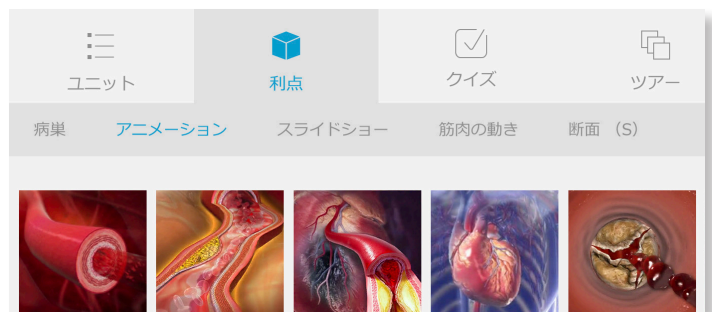 ユニット 利点 クイズ ツアー
病巣 アニメーション スライドショー 筋肉の動き 断面 （S）